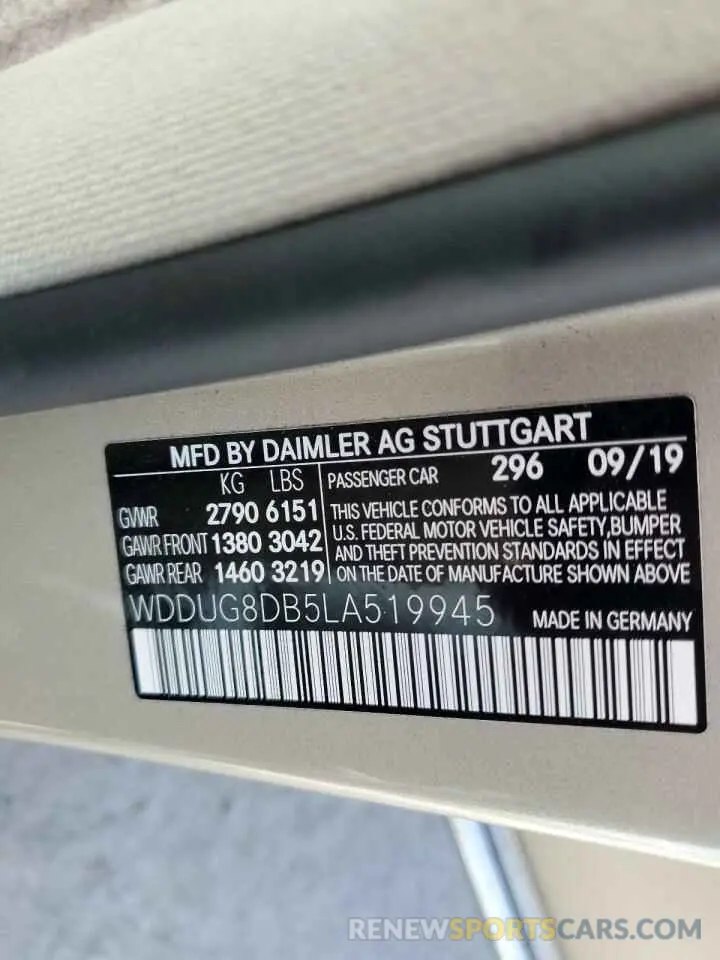 MFD BY DAIMLER AG STUTTGART
KG LBS
GVWR 2790 6151
GAWR FRONT 1380 3042
GAWR REAR 1460 3219
PASSENGER CAR 296 09/19
THIS VEHICLE CONFORMS TO ALL APPLICABLE
U.S. FEDERAL MOTOR VEHICLE SAFETY,BUMPER
AND THEFT PREVENTION STANDARDS IN EFFECT
ON THE DATE OF MANUFACTURE SHOWN ABOVE
WDDUG8DB5LA519945 MADE IN GERMANY
RENEWSPORTSCARS.COM